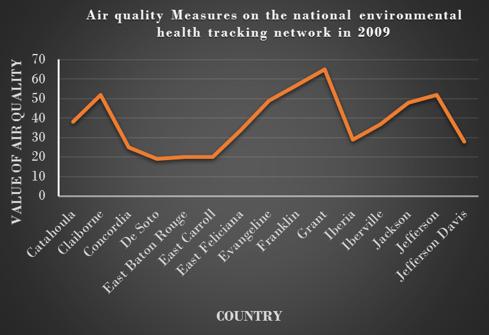 Air quality Measures on the national environmental
health tracking network in 2009
VALUE OF AIR QUALITY
70
60
50
40
30
20
10
0
Catahoula
Claiborne
Concordia
De Soto
East Baton Rouge
East Carroll
East Feliciana
Evangeline
Franklin
Grant
Iberia
Iberville
Jackson
Jefferson
Jefferson Davis
COUNTRY